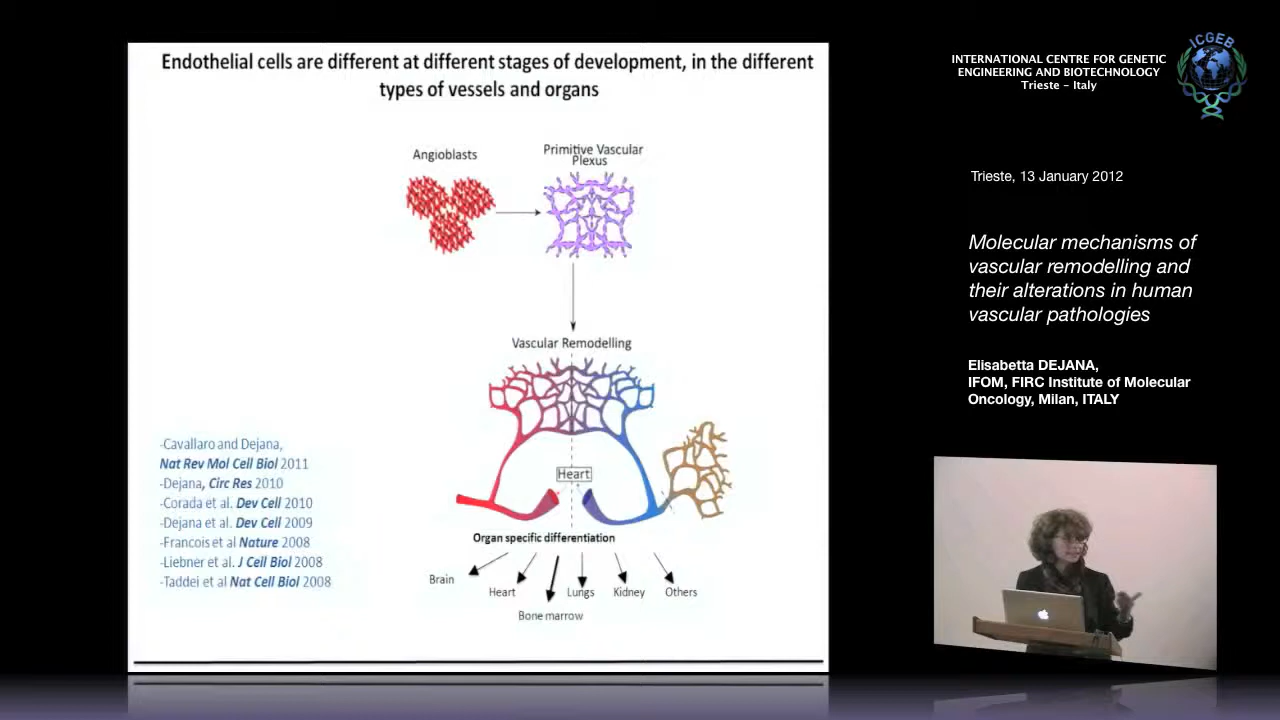 Endothelial cells are different at different stages of development, in the different
types of vessels and organs
Angioblasts
Primitive Vascular
Plexus
Vascular Remodelling
Heart
Organ specific differentiation
Brain
Heart
Bone marrow
Lungs
Kidney
Others
-Cavallaro and Dejana,
Nat Rev Mol Cell Biol 2011
-Dejana, Circ Res 2010
-Corada et al. Dev Cell 2010
-Dejana et al. Dev Cell 2009
-Francois et al Nature 2008
-Liebner et al. J Cell Biol 2008
-Taddei et al Nat Cell Biol 2008
INTERNATIONAL CENTRE FOR GENETIC
ENGINEERING AND BIOTECHNOLOGY
Trieste - Italy
ICGEB
Trieste, 13 January 2012
Molecular mechanisms of
vascular remodelling and
their alterations in human
vascular pathologies
Elisabetta DEJANA,
IFOM, FIRC Institute of Molecular
Oncology, Milan, ITALY